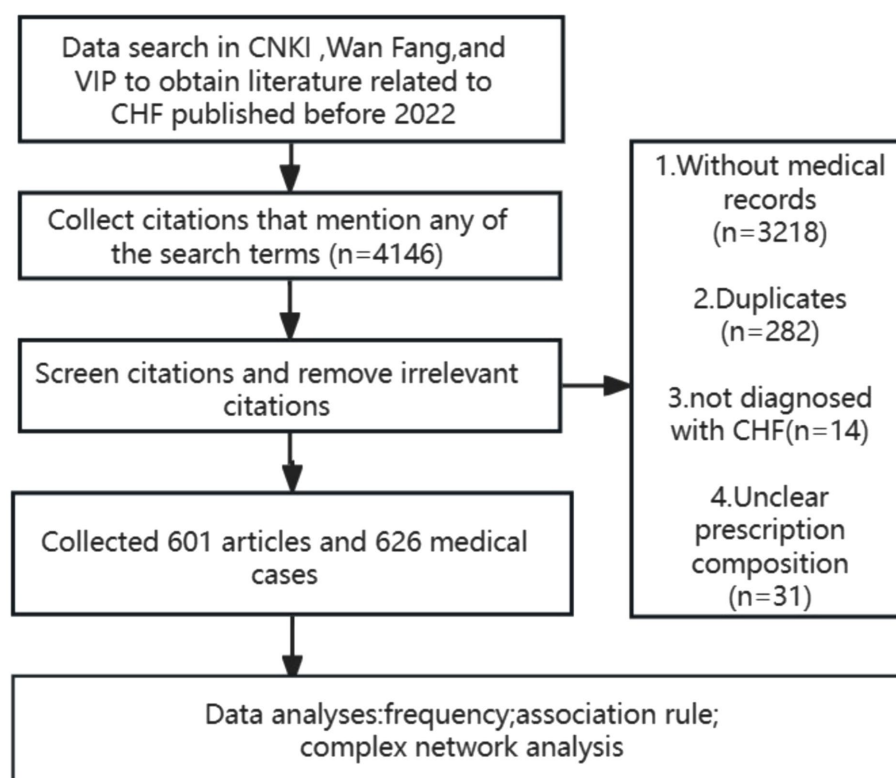 Data search in CNKI ,Wan Fang,and
VIP to obtain literature related to
CHF published before 2022
Collect citations that mention any of
the search terms (n=4146)
Screen citations and remove irrelevant
citations
1.Without medical
records
(n=3218)
2.Duplicates
(n=282)
3.not diagnosed
with CHF(n=14)
4.Unclear
prescription
composition
(n=31)
Collected 601 articles and 626 medical
cases
Data analyses:frequency;association rule;
complex network analysis